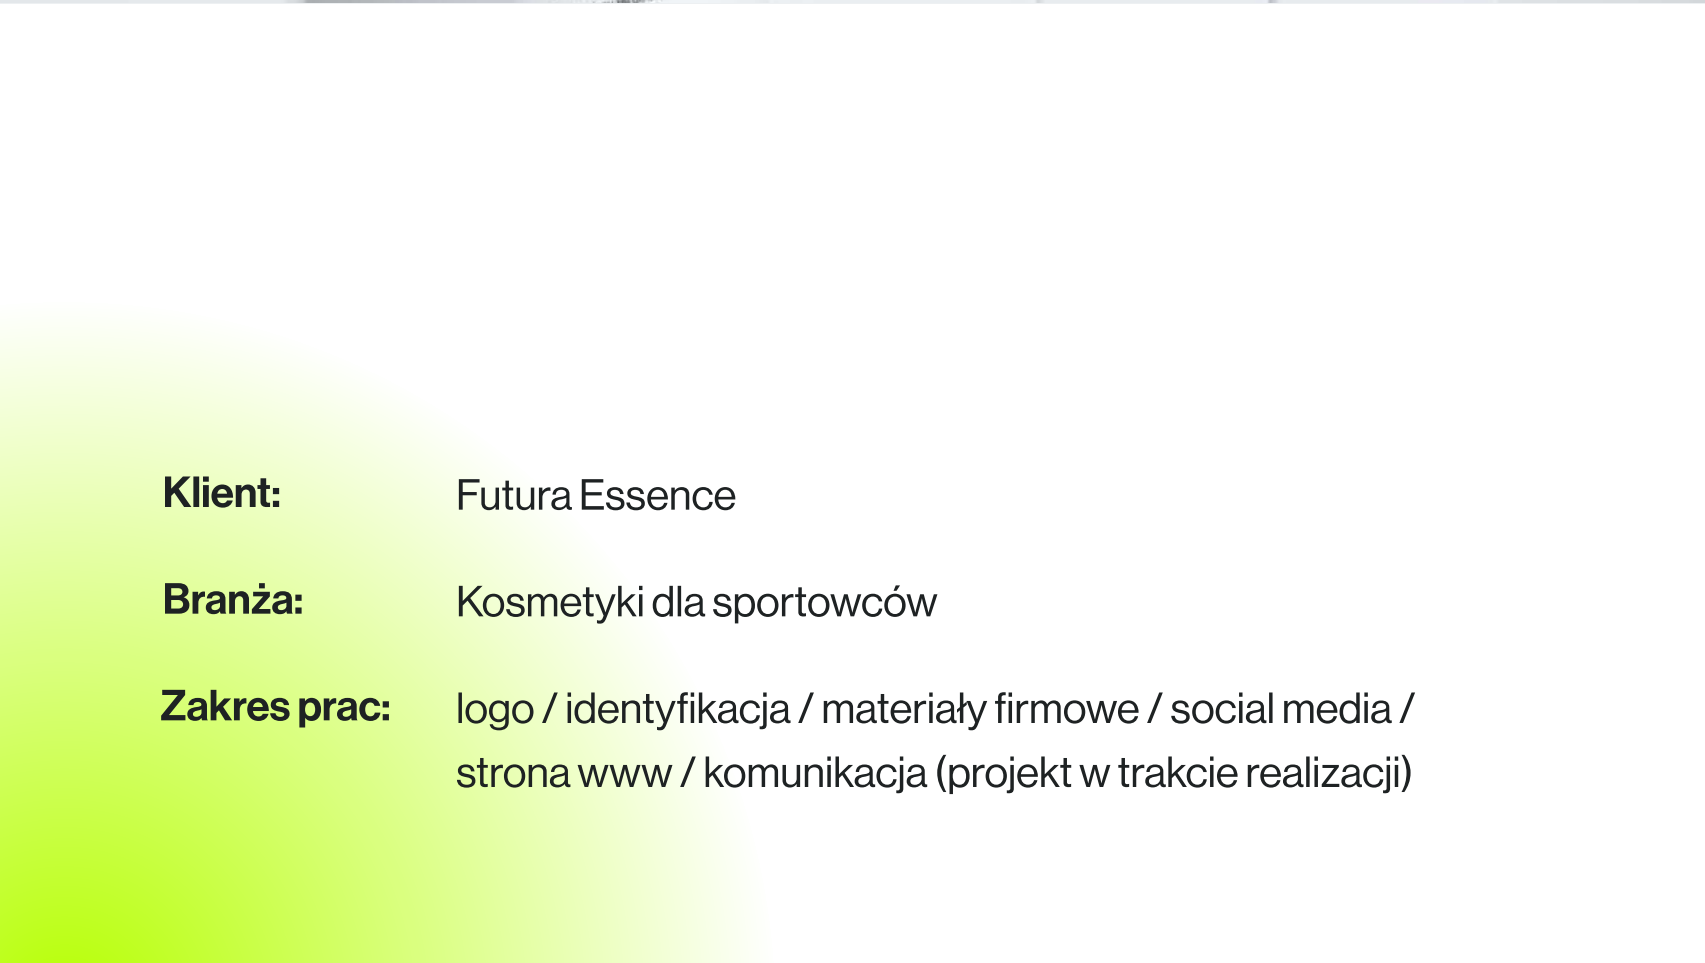 Klient: Futura Essence
Branża: Kosmetyki dla sportowców
Zakres prac: logo / identyfikacja / materiały firmowe / social media /
strona www / komunikacja (projekt w trakcie realizacji)